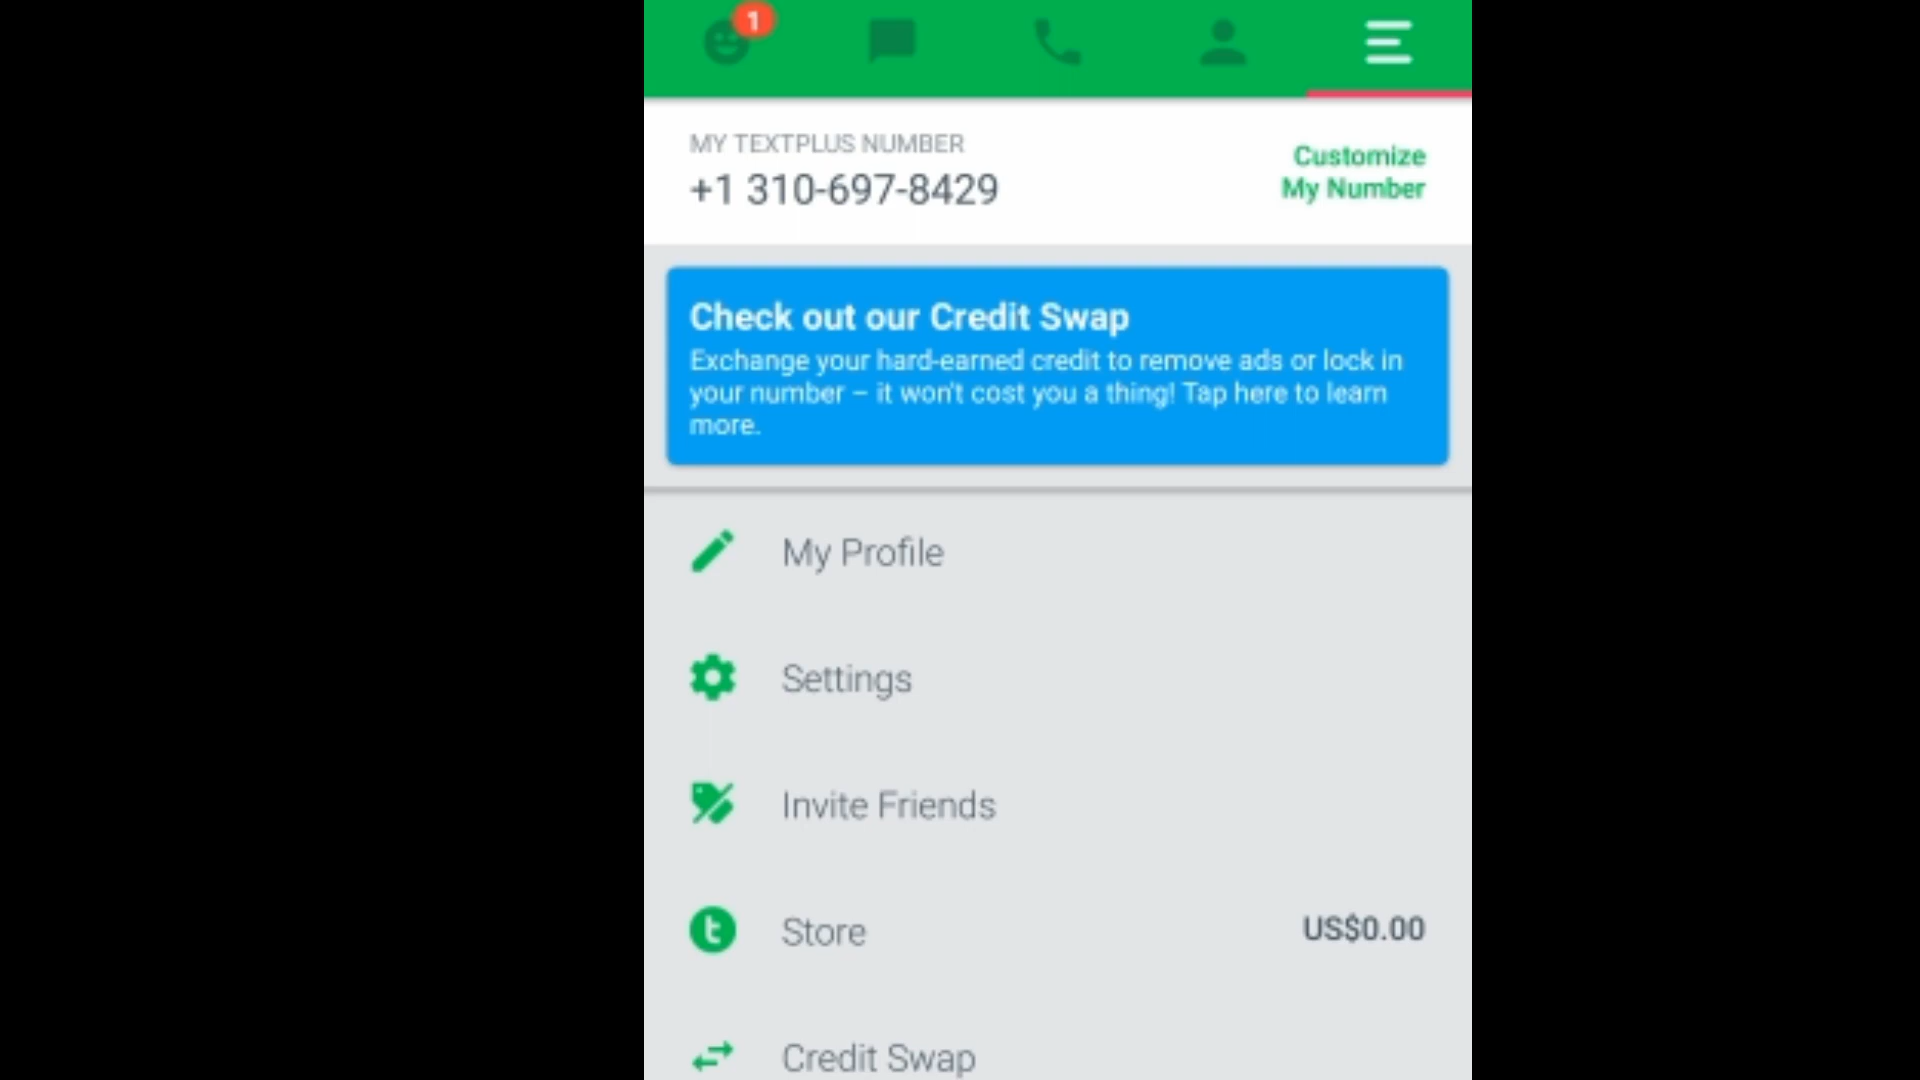 1
MY TEXTPLUS NUMBER
+1 310-697-8429
Customize
My Number
Check out our Credit Swap
Exchange your hard-earned credit to remove ads or lock in
your number – it won't cost you a thing! Tap here to learn
more.
My Profile
Settings
Invite Friends
Store
US$0.00
Credit Swap